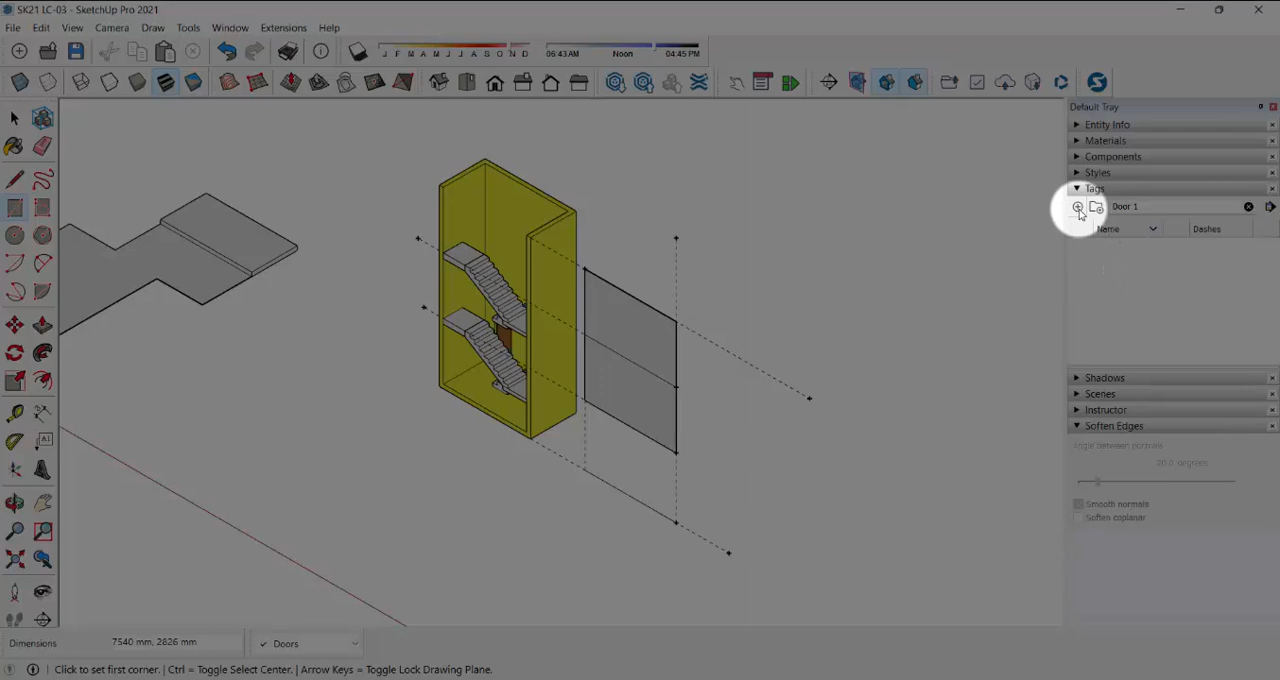 SK21 LC-03 - SketchUp Pro 2021
File Edit View Camera Draw Tools Window Extensions Help
J F M A M J J A S O N D 06:43 AM Noon 04:45 PM
Default Tray
Entity Info
Materials
Components
Styles
Tags
Door 1
Name Dashes
Shadows
Scenes
Instructor
Soften Edges
Angle between normals
20.0 degrees
Smooth normals
Soften coplanar
Dimensions 7540 mm, 2826 mm Doors
Click to set first corner. | Ctrl = Toggle Select Center. | Arrow Keys = Toggle Lock Drawing Plane.